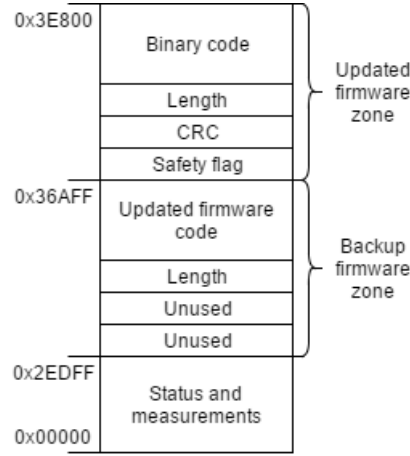 0x3E800
Binary code
Length
CRC
Safety flag
Updated
firmware
zone
0x36AFF
Updated firmware
code
Length
Unused
Unused
Backup
firmware
zone
0x2EDFF
Status and
measurements
0x00000